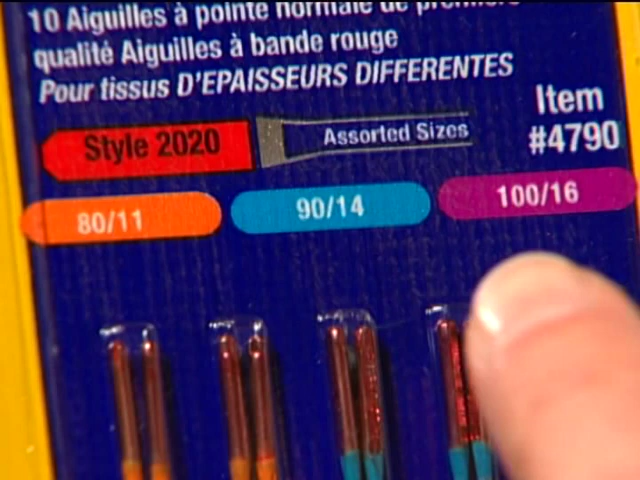 10 Aiguilles à pointe normale de première
qualité Aiguilles à bande rouge
Pour tissus D'EPAISSEURS DIFFERENTES
Item
#4790
Style 2020
Assorted Sizes
80/11
90/14
100/16